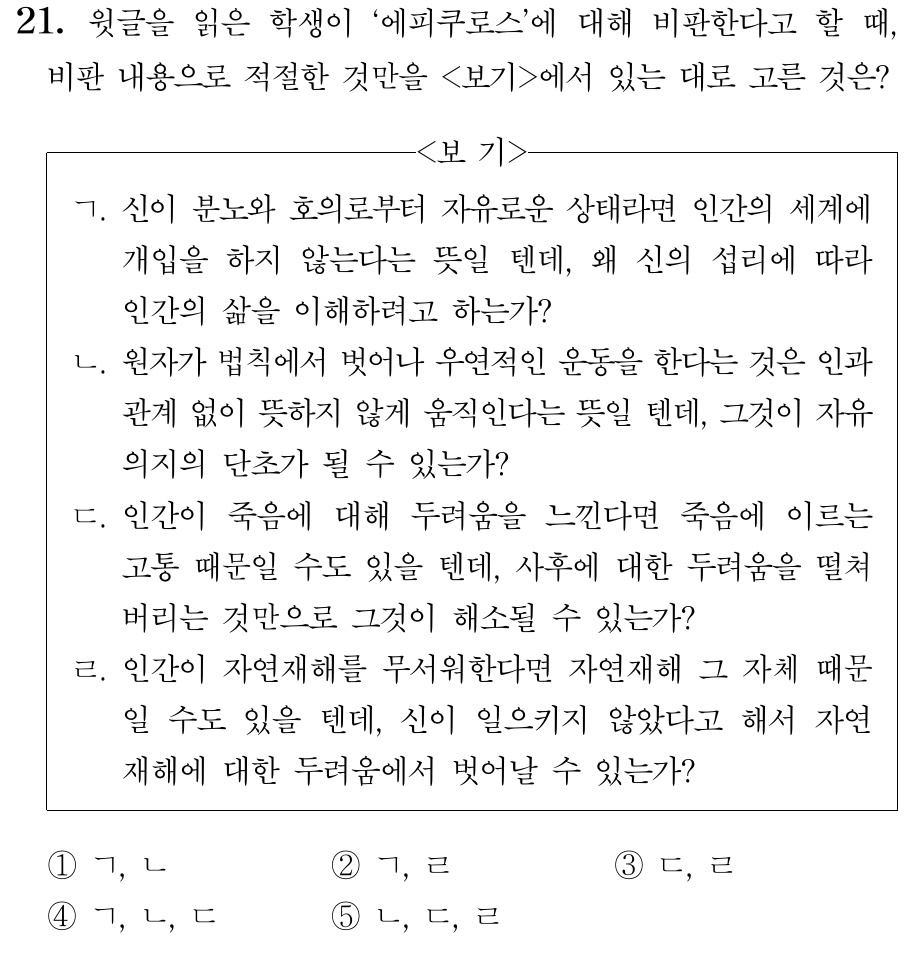 21. 윗글을 읽은 학생이 ‘에피쿠로스’에 대해 비판한다고 할 때,
비판 내용으로 적절한 것만을 <보기>에서 있는 대로 고른 것은?
<보 기>
ㄱ. 신이 분노와 호의로부터 자유로운 상태라면 인간의 세계에
개입을 하지 않는다는 뜻일 텐데, 왜 신의 섭리에 따라
인간의 삶을 이해하려고 하는가?
ㄴ. 원자가 법칙에서 벗어나 우연적인 운동을 한다는 것은 인과
관계 없이 뜻하지 않게 움직인다는 뜻일 텐데, 그것이 자유
의지의 단초가 될 수 있는가?
ㄷ. 인간이 죽음에 대해 두려움을 느낀다면 죽음에 이르는
고통 때문일 수도 있을 텐데, 사후에 대한 두려움을 떨쳐
버리는 것만으로 그것이 해소될 수 있는가?
ㄹ. 인간이 자연재해를 무서워한다면 자연재해 그 자체 때문
일 수도 있을 텐데, 신이 일으키지 않았다고 해서 자연
재해에 대한 두려움에서 벗어날 수 있는가?
① ㄱ, ㄴ ② ㄱ, ㄹ ③ ㄷ, ㄹ
④ ㄱ, ㄴ, ㄷ ⑤ ㄴ, ㄷ, ㄹ